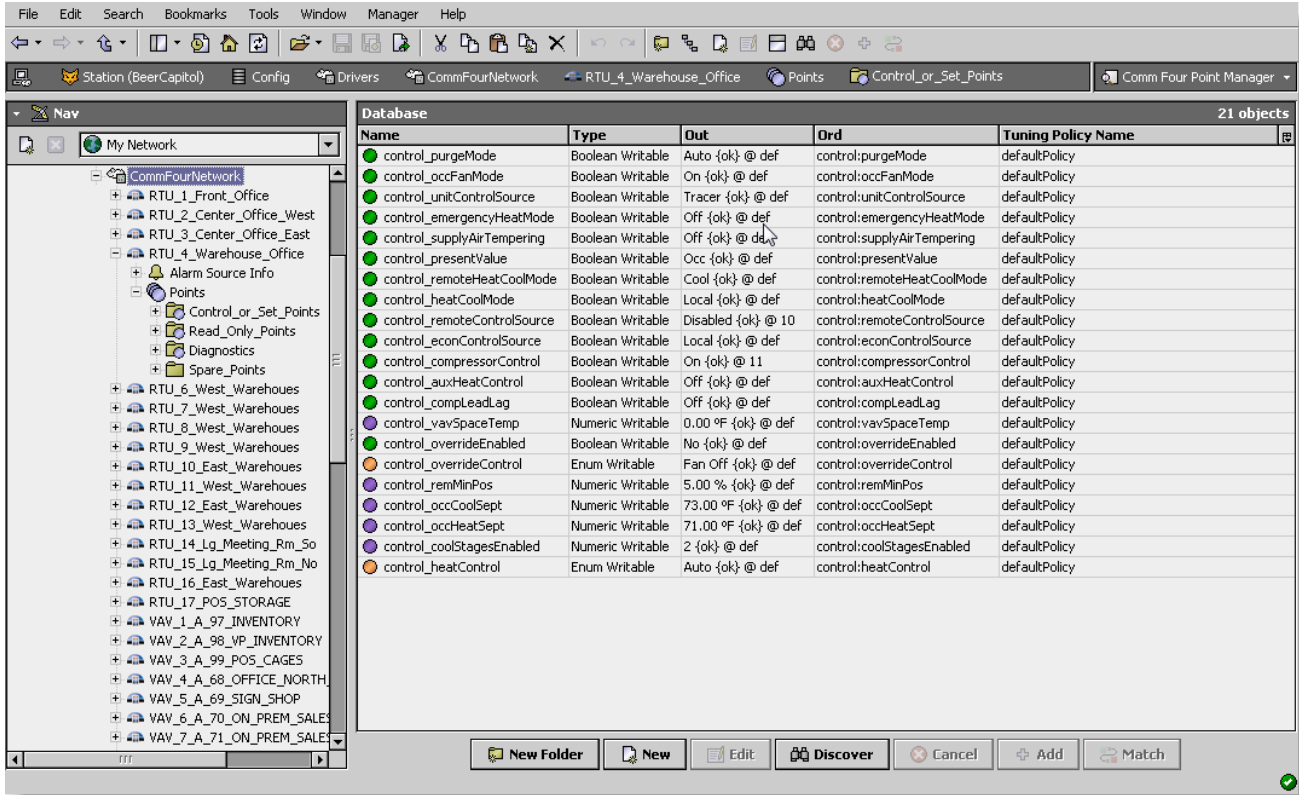 File Edit Search Bookmarks Tools Window Manager Help
Station (BeerCapitol) Config Drivers CommFourNetwork RTU_4_Warehouse_Office Points Control_or_Set_Points Comm Four Point Manager
Nav
My Network
CommFourNetwork
RTU_1_Front_Office
RTU_2_Center_Office_West
RTU_3_Center_Office_East
RTU_4_Warehouse_Office
Alarm Source Info
Points
Control_or_Set_Points
Read_Only_Points
Diagnostics
Spare_Points
RTU_6_West_Warehoues
RTU_7_West_Warehoues
RTU_8_West_Warehoues
RTU_9_West_Warehoues
RTU_10_East_Warehoues
RTU_11_West_Warehoues
RTU_12_East_Warehoues
RTU_13_West_Warehoues
RTU_14_Lg_Meeting_Rm_So
RTU_15_Lg_Meeting_Rm_No
RTU_16_East_Warehoues
RTU_17_POS_STORAGE
VAV_1_A_97_INVENTORY
VAV_2_A_98_VP_INVENTORY
VAV_3_A_99_POS_CAGES
VAV_4_A_68_OFFICE_NORTH_
VAV_5_A_69_SIGN_SHOP
VAV_6_A_70_ON_PREM_SALES
VAV_7_A_71_ON_PREM_SALES
Database 21 objects
Name Type Out Ord Tuning Policy Name
control_purgeMode Boolean Writable Auto {ok} @ def control:purgeMode defaultPolicy
control_occFanMode Boolean Writable On {ok} @ def control:occFanMode defaultPolicy
control_unitControlSource Boolean Writable Tracer {ok} @ def control:unitControlSource defaultPolicy
control_emergencyHeatMode Boolean Writable Off {ok} @ def control:emergencyHeatMode defaultPolicy
control_supplyAirTempering Boolean Writable Off {ok} @ def control:supplyAirTempering defaultPolicy
control_presentValue Boolean Writable Occ {ok} @ def control:presentValue defaultPolicy
control_remoteHeatCoolMode Boolean Writable Cool {ok} @ def control:remoteHeatCoolMode defaultPolicy
control_heatCoolMode Boolean Writable Local {ok} @ def control:heatCoolMode defaultPolicy
control_remoteControlSource Boolean Writable Disabled {ok} @ 10 control:remoteControlSource defaultPolicy
control_econControlSource Boolean Writable Local {ok} @ def control:econControlSource defaultPolicy
control_compressorControl Boolean Writable On {ok} @ 11 control:compressorControl defaultPolicy
control_auxHeatControl Boolean Writable Off {ok} @ def control:auxHeatControl defaultPolicy
control_compLeadLag Boolean Writable Off {ok} @ def control:compLeadLag defaultPolicy
control_vavSpaceTemp Numeric Writable 0.00 ºF {ok} @ def control:vavSpaceTemp defaultPolicy
control_overrideEnabled Boolean Writable No {ok} @ def control:overrideEnabled defaultPolicy
control_overrideControl Enum Writable Fan Off {ok} @ def control:overrideControl defaultPolicy
control_remMinPos Numeric Writable 5.00 % {ok} @ def control:remMinPos defaultPolicy
control_occCoolSept Numeric Writable 73.00 ºF {ok} @ def control:occCoolSept defaultPolicy
control_occHeatSept Numeric Writable 71.00 ºF {ok} @ def control:occHeatSept defaultPolicy
control_coolStagesEnabled Numeric Writable 2 {ok} @ def control:coolStagesEnabled defaultPolicy
control_heatControl Enum Writable Auto {ok} @ def control:heatControl defaultPolicy
New Folder New Edit Discover Cancel Add Match